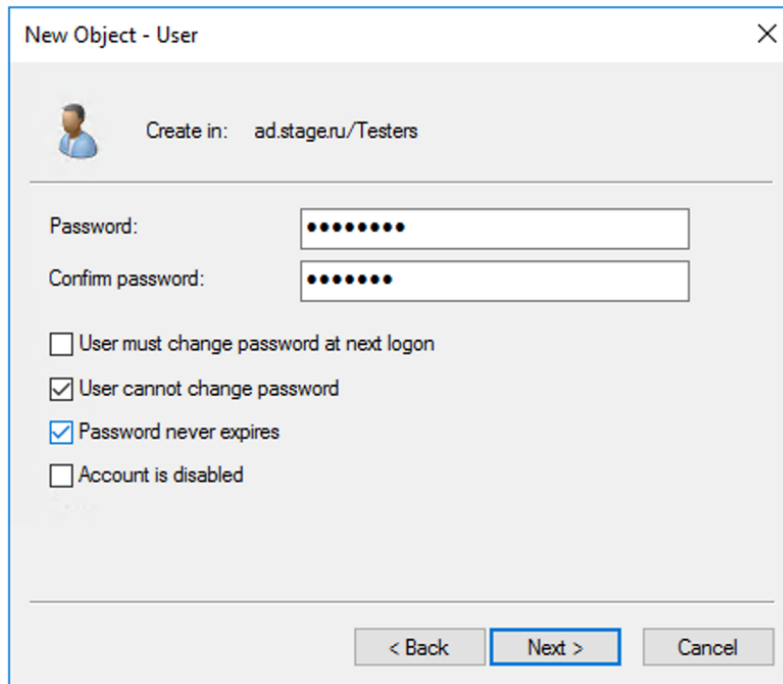 New Object - User
Create in: ad.stage.ru/Testers
Password: ••••••••
Confirm password: •••••••
User must change password at next logon
User cannot change password
Password never expires
Account is disabled
< Back Next > Cancel